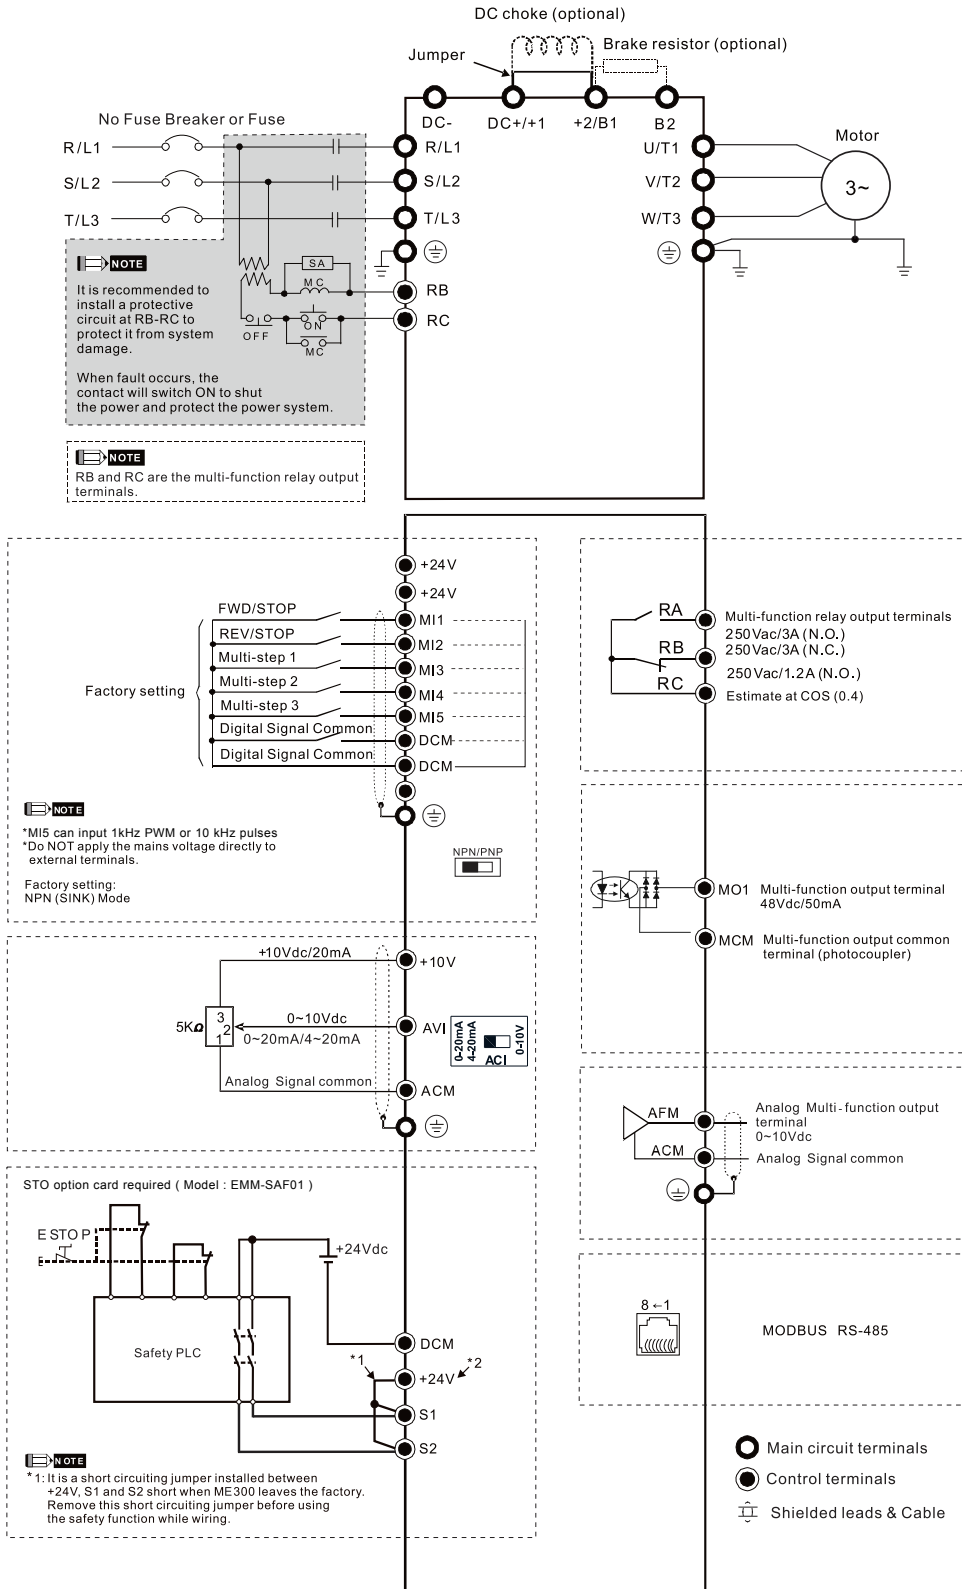 DC choke (optional)
Jumper
Brake resistor (optional)
DC-
DC+/+1
+2/B1
B2
No Fuse Breaker or Fuse
R/L1
S/L2
T/L3
R/L1
S/L2
T/L3
U/T1
V/T2
W/T3
Motor
3~
NOTE
It is recommended to
install a protective
circuit at RB-RC to
protect it from system
damage.
When fault occurs, the
contact will switch ON to shut
the power and protect the power system.
SA
MC
OFF
ON
MC
RB
RC
NOTE
RB and RC are the multi-function relay output
terminals.
+24V
+24V
FWD/STOP
MI1
REV/STOP
MI2
Multi-step 1
MI3
Factory setting
Multi-step 2
MI4
Multi-step 3
MI5
Digital Signal Common
DCM
Digital Signal Common
DCM
NOTE
*MI5 can input 1kHz PWM or 10 kHz pulses
*Do NOT apply the mains voltage directly to
external terminals.
Factory setting:
NPN (SINK) Mode
NPN/PNP
RA
RB
RC
Multi-function relay output terminals
250Vac/3A (N.O.)
250Vac/3A (N.C.)
250Vac/1.2A (N.O.)
Estimate at COS (0.4)
MO1
Multi-function output terminal
48Vdc/50mA
MCM
Multi-function output common
terminal (photocoupler)
+10Vdc/20mA
+10V
5KΩ
3
2
1
0~10Vdc
0~20mA/4~20mA
AVI
0-20mA
4-20mA
ACI
0-10V
Analog Signal common
ACM
AFM
Analog Multi-function output
terminal
0~10Vdc
ACM
Analog Signal common
STO option card required ( Model : EMM-SAF01 )
E STO P
+24Vdc
Safety PLC
DCM
*1
+24V
*2
S1
S2
NOTE
*1: It is a short circuiting jumper installed between
+24V, S1 and S2 short when ME300 leaves the factory.
Remove this short circuiting jumper before using
the safety function while wiring.
8←1
MODBUS RS-485
Main circuit terminals
Control terminals
Shielded leads & Cable